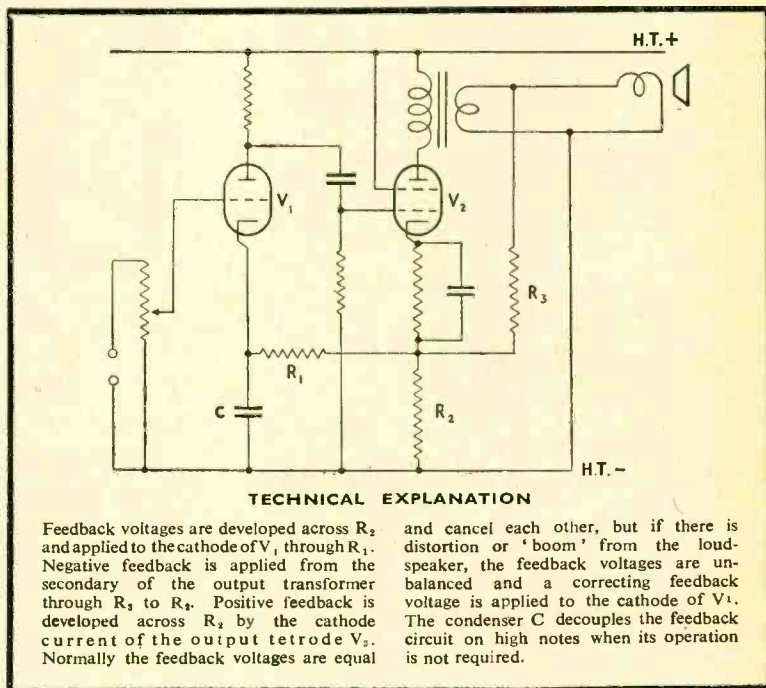 H.T.+
V₁
V₂
R₃
R₁
C
R₂
H.T.-
TECHNICAL EXPLANATION
Feedback voltages are developed across R₂
and applied to the cathode of V₁ through R₁.
Negative feedback is applied from the
secondary of the output transformer
through R₃ to R₂. Positive feedback is
developed across R₂ by the cathode
current of the output tetrode V₂.
Normally the feedback voltages are equal
and cancel each other, but if there is
distortion or 'boom' from the loud-
speaker, the feedback voltages are un-
balanced and a correcting feedback
voltage is applied to the cathode of V¹.
The condenser C decouples the feedback
circuit on high notes when its operation
is not required.